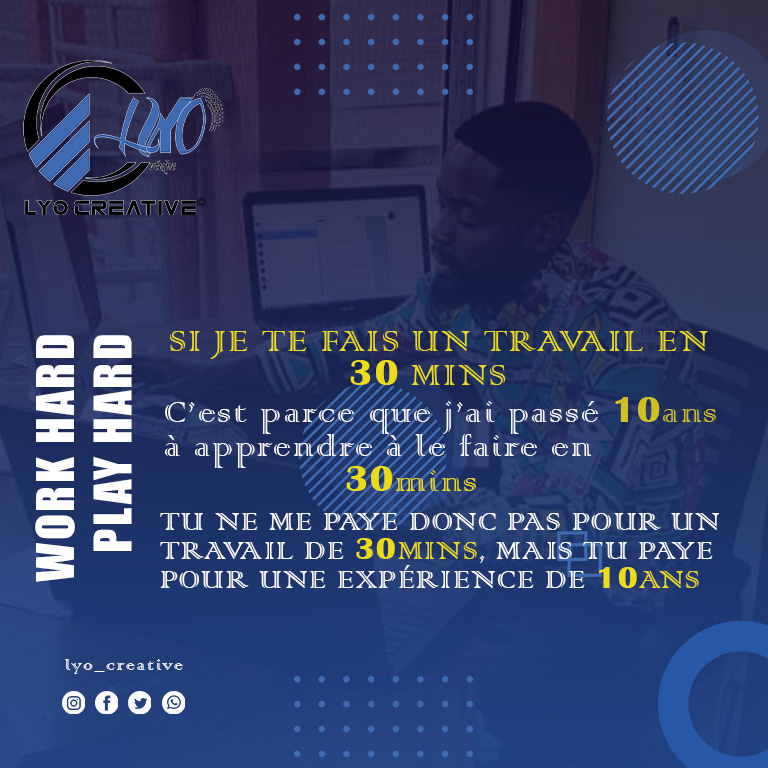 LYO
LYO CREATIVE
WORK HARD
PLAY HARD
SI JE TE FAIS UN TRAVAIL EN
30 MINS
C'est parce que j'ai passé 10ans
à apprendre à le faire en
30mins
TU NE ME PAYE DONC PAS POUR UN
TRAVAIL DE 30MINS, MAIS TU PAYE
POUR UNE EXPÉRIENCE DE 10ANS
lyo_creative